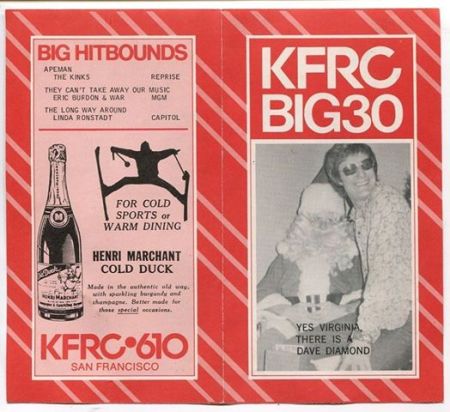 BIG HITBOUNDS
APEMAN
THE KINKS REPRISE
THEY CAN'T TAKE AWAY OUR MUSIC
ERIC BURDON & WAR MGM
THE LONG WAY AROUND
LINDA RONSTADT CAPITOL
FOR COLD
SPORTS or
WARM DINING
HENRI MARCHANT
COLD DUCK
Made in the authentic old way,
with sparkling burgundy and
champagne. Better made for
those special occasions.
M
HENRI MARCHANT
KFRC•610
SAN FRANCISCO
KFRC
BIG30
YES VIRGINIA,
THERE IS A
DAVE DIAMOND